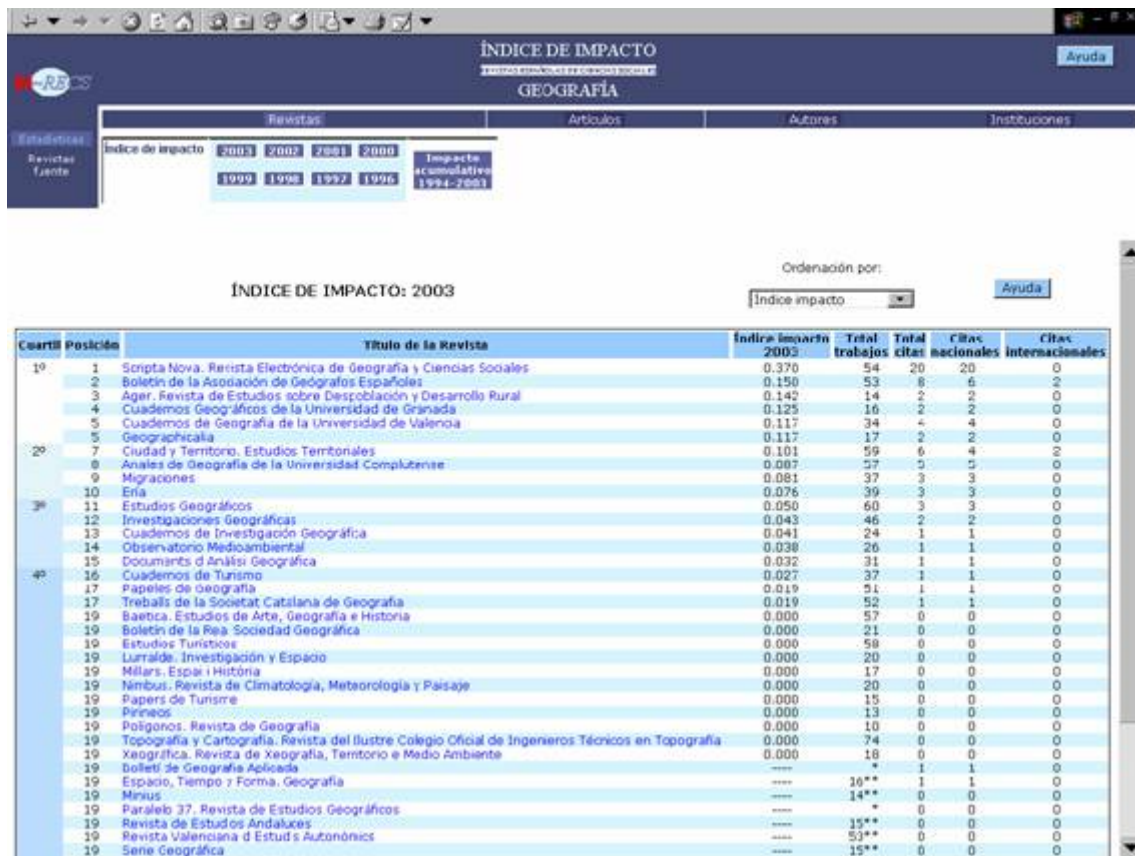 ÍNDICE DE IMPACTO
REVISTAS ESPAÑOLAS DE CIENCIAS SOCIALES
GEOGRAFÍA
Ayuda
IN~RECS
Revistas Artículos Autores Instituciones
Estadísticas
Revistas fuente
Índice de impacto 2003 2002 2001 2000
1999 1998 1997 1996
Impacto acumulativo 1994-2003
Ordenación por:
ÍNDICE DE IMPACTO: 2003
Índice impacto
Ayuda
Cuartil Posición Título de la Revista Índice impacto 2003 Total trabajos Total citas Citas nacionales Citas internacionales
1º 1 Scripta Nova. Revista Electrónica de Geografía y Ciencias Sociales 0.370 54 20 20 0
2 Boletín de la Asociación de Geógrafos Españoles 0.150 53 8 6 2
3 Ager. Revista de Estudios sobre Despoblación y Desarrollo Rural 0.142 14 2 2 0
4 Cuadernos Geográficos de la Universidad de Granada 0.125 16 2 2 0
5 Cuadernos de Geografía de la Universidad de Valencia 0.117 34 4 4 0
5 Geographicalia 0.117 17 2 2 0
2º 7 Ciudad y Territorio. Estudios Territoriales 0.101 59 6 4 2
8 Anales de Geografía de la Universidad Complutense 0.087 57 5 5 0
9 Migraciones 0.081 37 3 3 0
10 Ería 0.076 39 3 3 0
3º 11 Estudios Geográficos 0.050 60 3 3 0
12 Investigaciones Geográficas 0.043 46 2 2 0
13 Cuadernos de Investigación Geográfica 0.041 24 1 1 0
14 Observatorio Medioambiental 0.038 26 1 1 0
15 Documents d Anàlisi Geogràfica 0.032 31 1 1 0
4º 16 Cuadernos de Turismo 0.027 37 1 1 0
17 Papeles de Geografía 0.019 51 1 1 0
17 Treballs de la Societat Catalana de Geografia 0.019 52 1 1 0
19 Baetica. Estudios de Arte, Geografía e Historia 0.000 57 0 0 0
19 Boletín de la Real Sociedad Geográfica 0.000 21 0 0 0
19 Estudios Turísticos 0.000 58 0 0 0
19 Lurralde. Investigación y Espacio 0.000 20 0 0 0
19 Millars. Espai i Història 0.000 17 0 0 0
19 Nimbus. Revista de Climatología, Meteorología y Paisaje 0.000 20 0 0 0
19 Papers de Turisme 0.000 15 0 0 0
19 Pirineos 0.000 13 0 0 0
19 Polígonos. Revista de Geografía 0.000 10 0 0 0
19 Topografía y Cartografía. Revista del Ilustre Colegio Oficial de Ingenieros Técnicos en Topografía 0.000 74 0 0 0
19 Xeográfica. Revista de Xeografía, Territorio e Medio Ambiente 0.000 18 0 0 0
19 Bolletí de Geografia Aplicada ---- * 1 1 0
19 Espacio, Tiempo y Forma. Geografía ---- 16** 1 1 0
19 Minius ---- 14** 0 0 0
19 Paralelo 37. Revista de Estudios Geográficos ---- * 0 0 0
19 Revista de Estudios Andaluces ---- 15** 0 0 0
19 Revista Valenciana d Estudis Autonòmics ---- 53** 0 0 0
19 Serie Geográfica ---- 15** 0 0 0